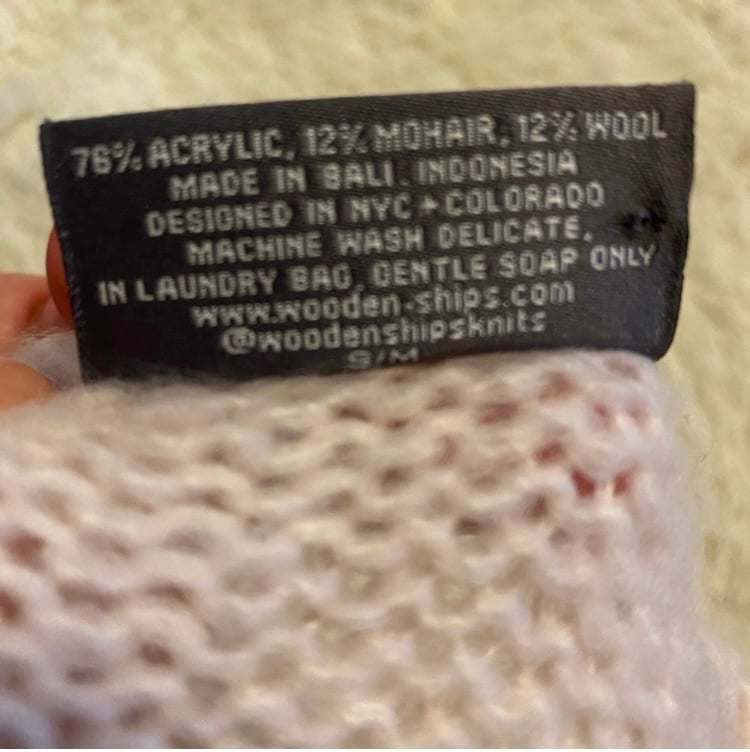 76% ACRYLIC, 12% MOHAIR, 12% WOOL
MADE IN BALI, INDONESIA
DESIGNED IN NYC + COLORADO
MACHINE WASH DELICATE,
IN LAUNDRY BAG, GENTLE SOAP ONLY
www.wooden-ships.com
@woodenshipsknits
S/M